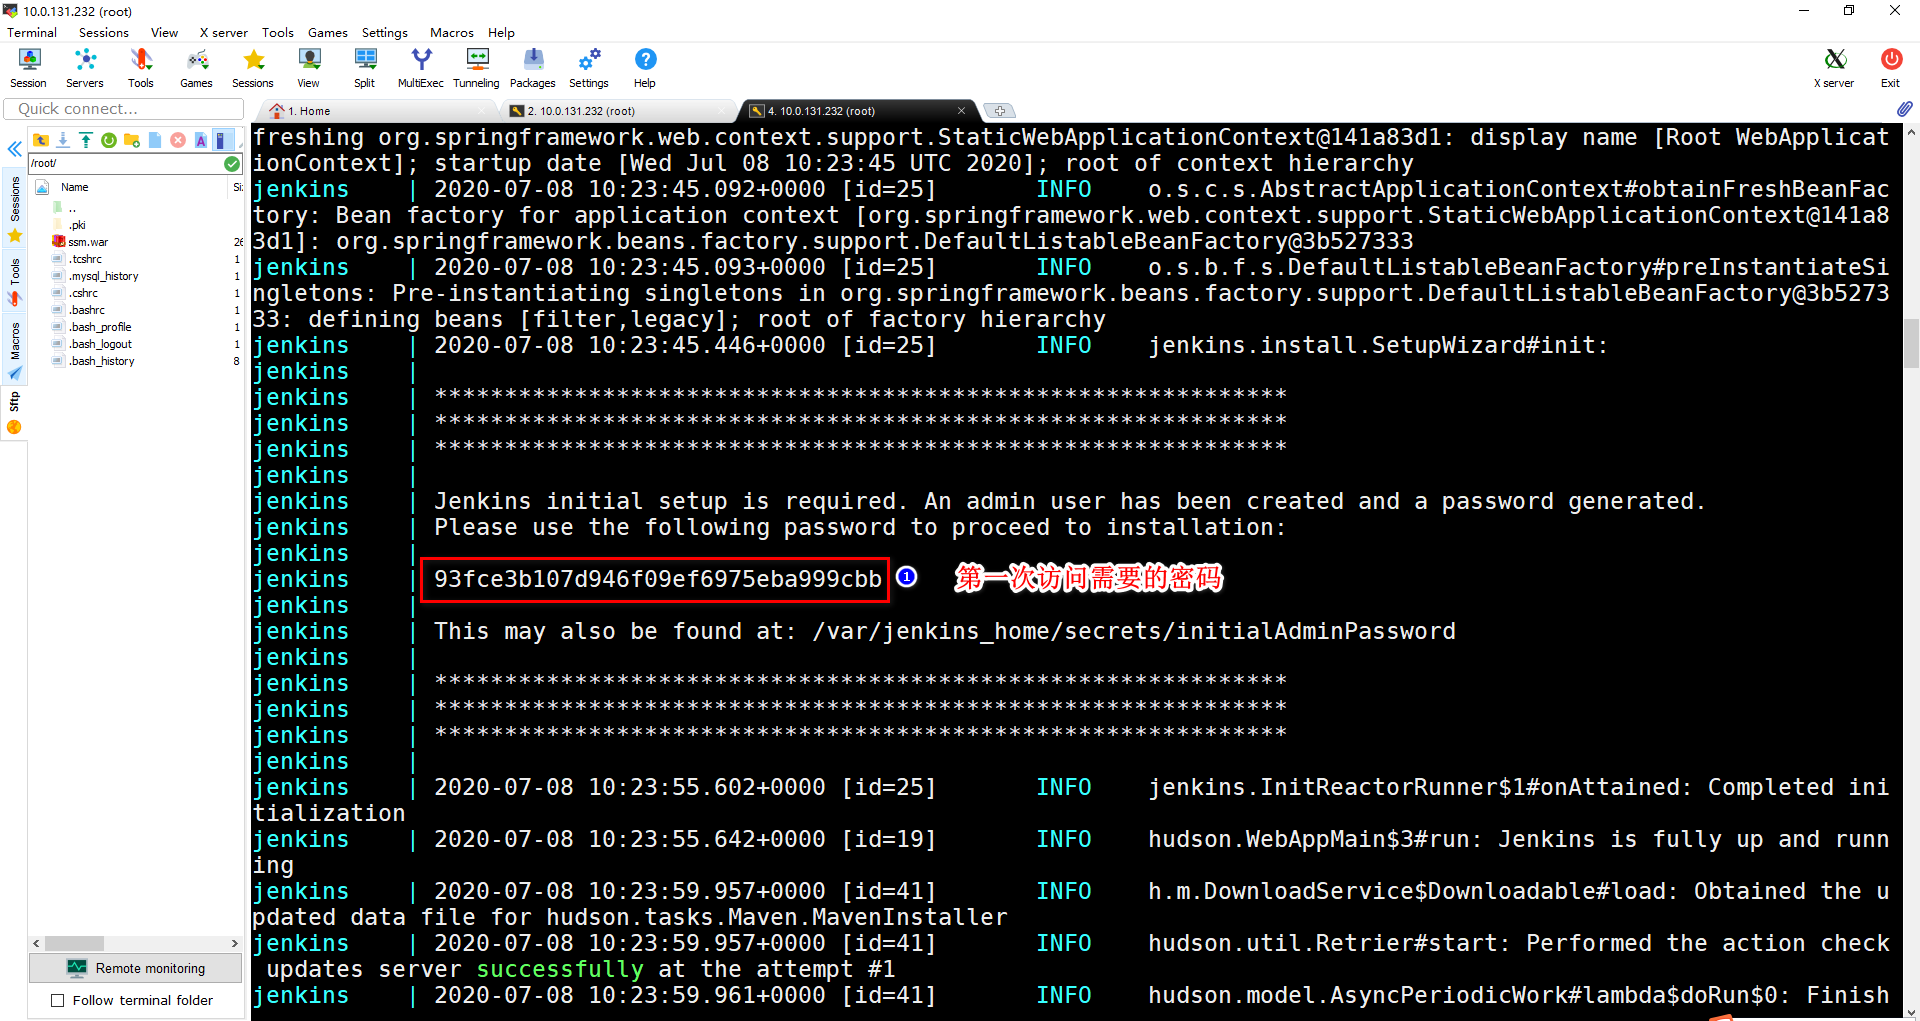 10.0.131.232 (root)
Terminal Sessions View X server Tools Games Settings Macros Help
Session Servers Tools Games Sessions View Split MultiExec Tunneling Packages Settings Help X server Exit
Quick connect...
1. Home
2. 10.0.131.232 (root)
4. 10.0.131.232 (root)
/root/
Name
..
.pki
ssm.war 26
.tcshrc 1
.mysql_history 1
.cshrc 1
.bashrc 1
.bash_profile 1
.bash_logout 1
.bash_history 8
Sessions
Tools
Macros
Sftp
Remote monitoring
Follow terminal folder
freshing org.springframework.web.context.support.StaticWebApplicationContext@141a83d1: display name [Root WebApplicat
ionContext]; startup date [Wed Jul 08 10:23:45 UTC 2020]; root of context hierarchy
jenkins | 2020-07-08 10:23:45.092+0000 [id=25] INFO o.s.c.s.AbstractApplicationContext#obtainFreshBeanFac
tory: Bean factory for application context [org.springframework.web.context.support.StaticWebApplicationContext@141a8
3d1]: org.springframework.beans.factory.support.DefaultListableBeanFactory@3b527333
jenkins | 2020-07-08 10:23:45.093+0000 [id=25] INFO o.s.b.f.s.DefaultListableBeanFactory#preInstantiateSi
ngletons: Pre-instantiating singletons in org.springframework.beans.factory.support.DefaultListableBeanFactory@3b5273
33: defining beans [filter,legacy]; root of factory hierarchy
jenkins | 2020-07-08 10:23:45.446+0000 [id=25] INFO jenkins.install.SetupWizard#init:
jenkins |
jenkins | *************************************************************
jenkins | *************************************************************
jenkins | *************************************************************
jenkins |
jenkins | Jenkins initial setup is required. An admin user has been created and a password generated.
jenkins | Please use the following password to proceed to installation:
jenkins |
jenkins | 93fce3b107d946f09ef6975eba999cbb 1 第一次访问需要的密码
jenkins |
jenkins | This may also be found at: /var/jenkins_home/secrets/initialAdminPassword
jenkins |
jenkins | *************************************************************
jenkins | *************************************************************
jenkins | *************************************************************
jenkins |
jenkins | 2020-07-08 10:23:55.602+0000 [id=25] INFO jenkins.InitReactorRunner$1#onAttained: Completed ini
tialization
jenkins | 2020-07-08 10:23:55.642+0000 [id=19] INFO hudson.WebAppMain$3#run: Jenkins is fully up and runn
ing
jenkins | 2020-07-08 10:23:59.957+0000 [id=41] INFO h.m.DownloadService$Downloadable#load: Obtained the u
pdated data file for hudson.tasks.Maven.MavenInstaller
jenkins | 2020-07-08 10:23:59.957+0000 [id=41] INFO hudson.util.Retrier#start: Performed the action check
updates server successfully at the attempt #1
jenkins | 2020-07-08 10:23:59.961+0000 [id=41] INFO hudson.model.AsyncPeriodicWork#lambda$doRun$0: Finish